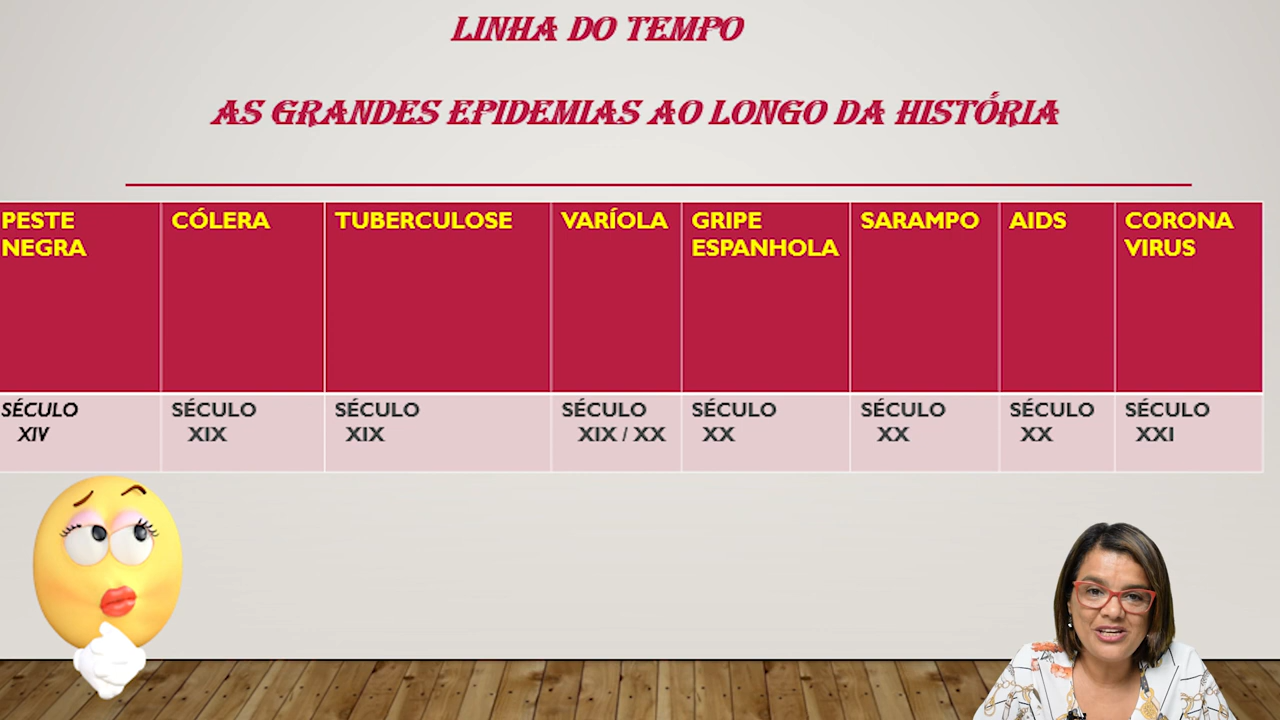 LINHA DO TEMPO
AS GRANDES EPIDEMIAS AO LONGO DA HISTÓRIA
PESTE
NEGRA
CÓLERA
TUBERCULOSE
VARÍOLA
GRIPE
ESPANHOLA
SARAMPO
AIDS
CORONA
VIRUS
SÉCULO
XIV
SÉCULO
XIX
SÉCULO
XIX
SÉCULO
XIX / XX
SÉCULO
XX
SÉCULO
XX
SÉCULO
XX
SÉCULO
XXI